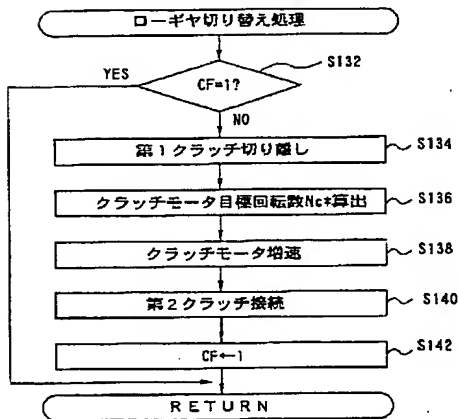 ローギヤ切り替え処理
S132
YES
CF=1?
NO
第1クラッチ切り離し
S134
クラッチモータ目標回転数Nc*算出
S136
クラッチモータ増速
S138
第2クラッチ接続
S140
CF←1
S142
RETURN